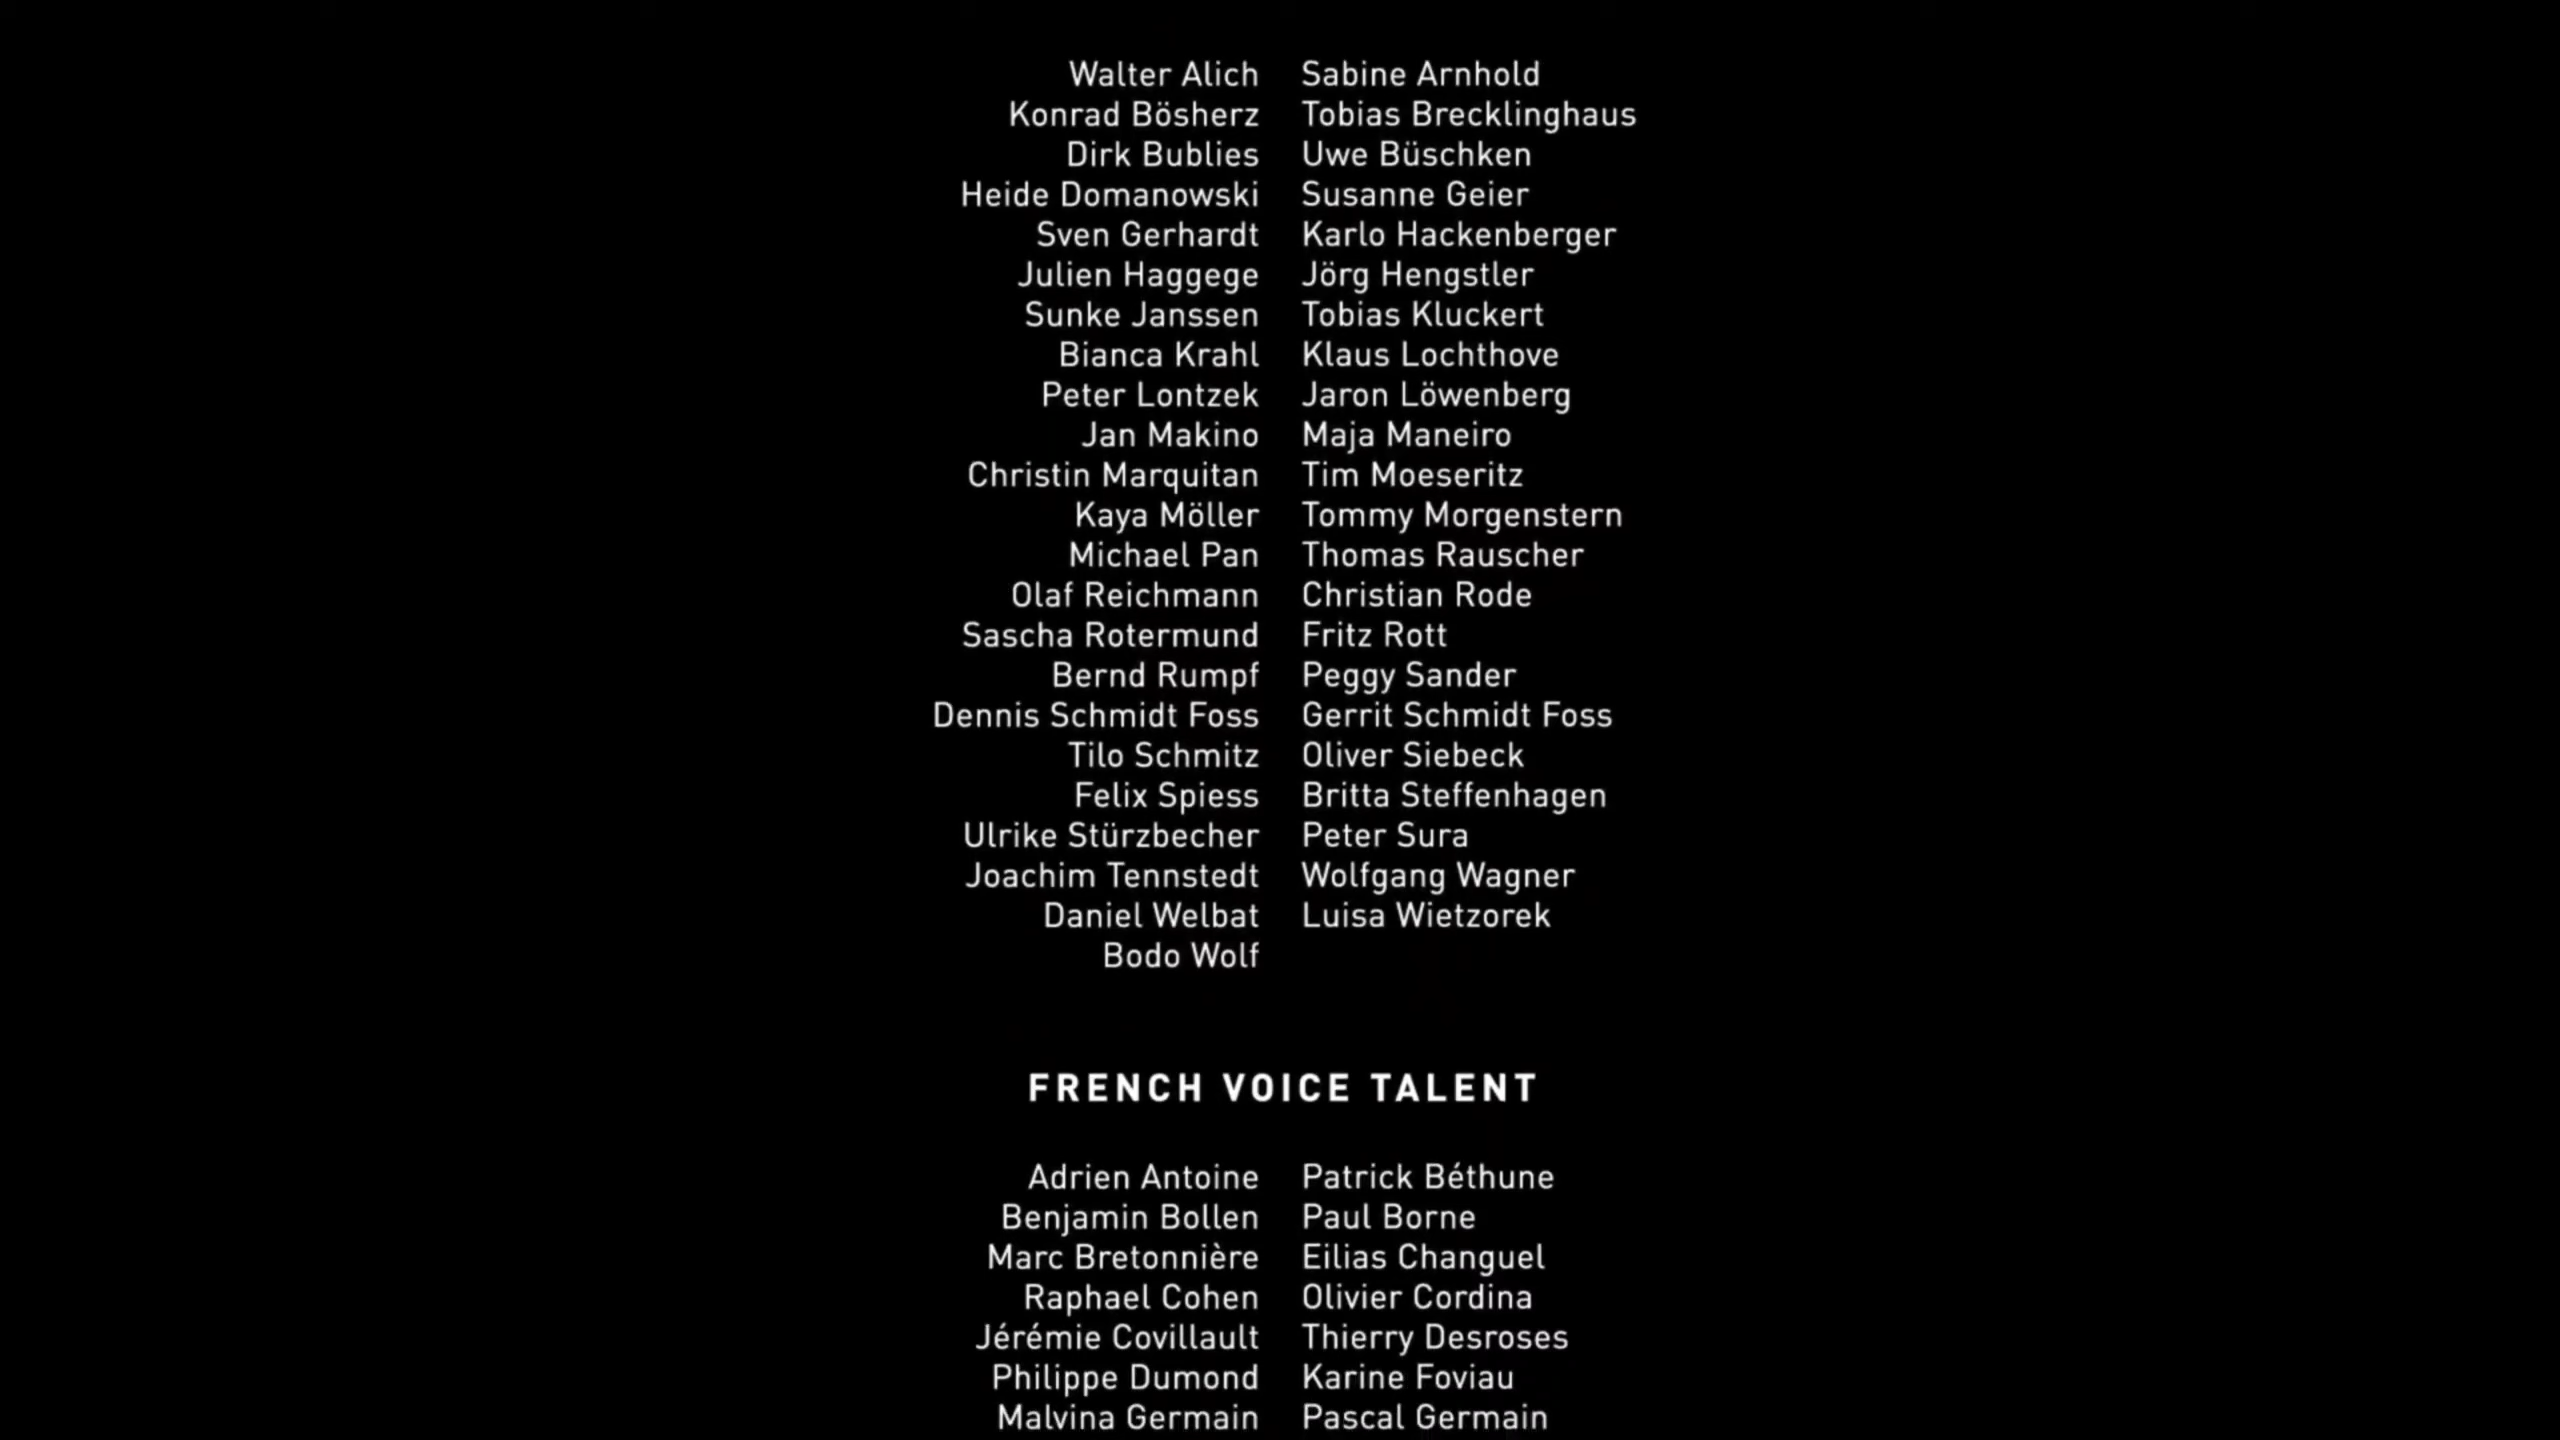 Walter Alich Sabine Arnhold
Konrad Bösherz Tobias Brecklinghaus
Dirk Bublies Uwe Büschken
Heide Domanowski Susanne Geier
Sven Gerhardt Karlo Hackenberger
Julien Haggege Jörg Hengstler
Sunke Janssen Tobias Kluckert
Bianca Krahl Klaus Lochthove
Peter Lontzek Jaron Löwenberg
Jan Makino Maja Maneiro
Christin Marquitan Tim Moeseritz
Kaya Möller Tommy Morgenstern
Michael Pan Thomas Rauscher
Olaf Reichmann Christian Rode
Sascha Rotermund Fritz Rott
Bernd Rumpf Peggy Sander
Dennis Schmidt Foss Gerrit Schmidt Foss
Tilo Schmitz Oliver Siebeck
Felix Spiess Britta Steffenhagen
Ulrike Stürzbecher Peter Sura
Joachim Tennstedt Wolfgang Wagner
Daniel Welbat Luisa Wietzorek
Bodo Wolf
FRENCH VOICE TALENT
Adrien Antoine Patrick Béthune
Benjamin Bollen Paul Borne
Marc Bretonnière Eilias Changuel
Raphael Cohen Olivier Cordina
Jérémie Covillault Thierry Desroses
Philippe Dumond Karine Foviau
Malvina Germain Pascal Germain